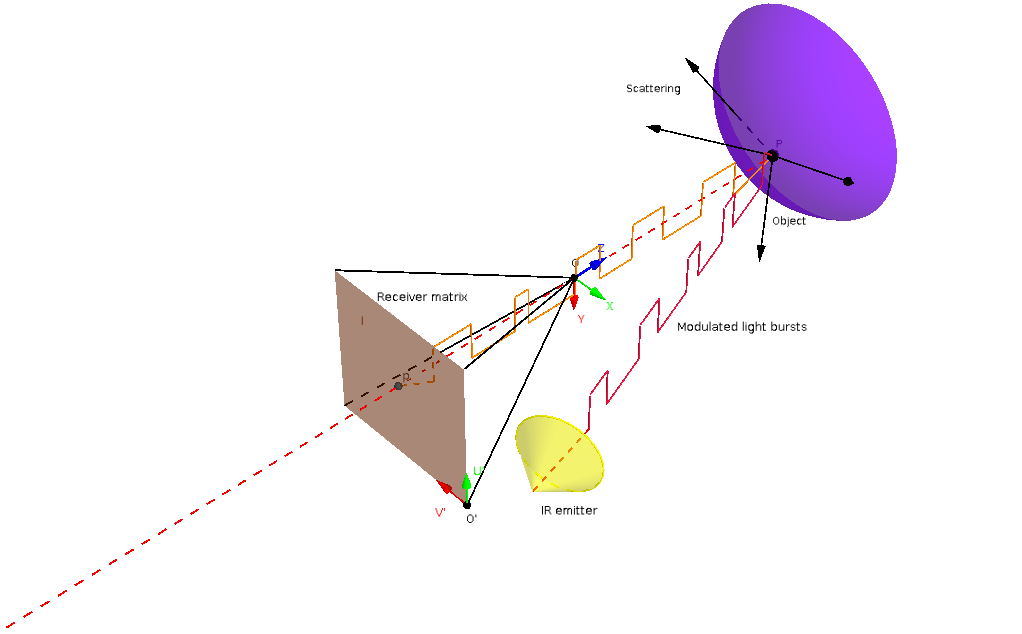 Scattering
P
Object
Z
O
X
Receiver matrix
Y
I
Modulated light bursts
p
U'
V'
IR emitter
O'